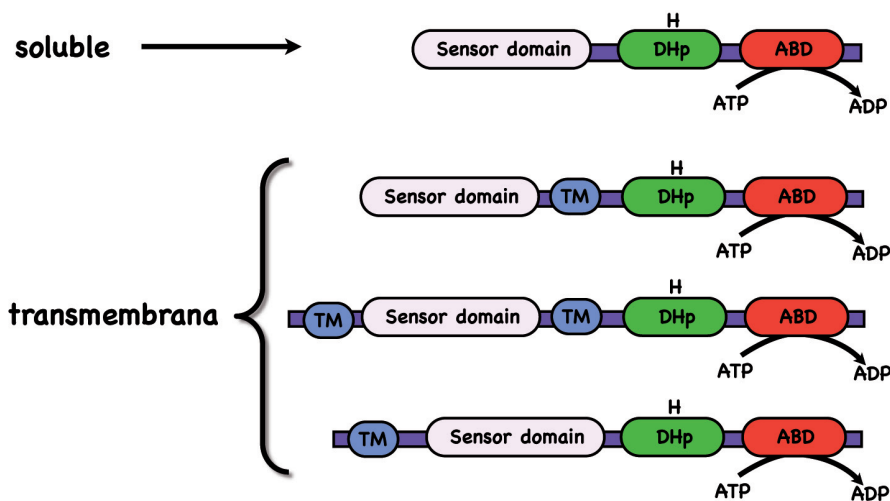 H
soluble Sensor domain DHp ABD
ATP ADP
H
Sensor domain TM DHp ABD
ATP ADP
H
transmembrana TM Sensor domain TM DHp ABD
ATP ADP
H
TM Sensor domain DHp ABD
ATP ADP